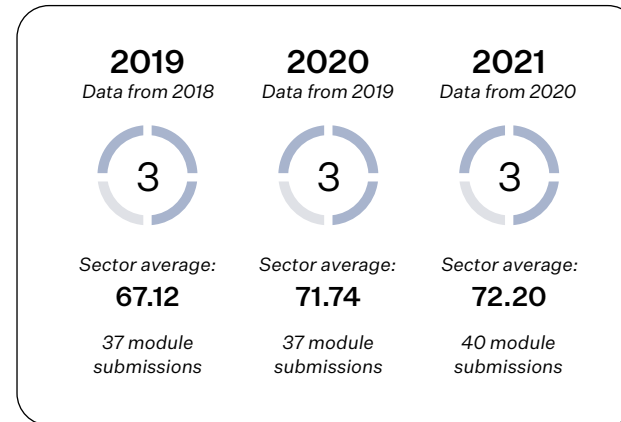 2019
Data from 2018
3
Sector average:
67.12
37 module
submissions
2020
Data from 2019
3
Sector average:
71.74
37 module
submissions
2021
Data from 2020
3
Sector average:
72.20
40 module
submissions